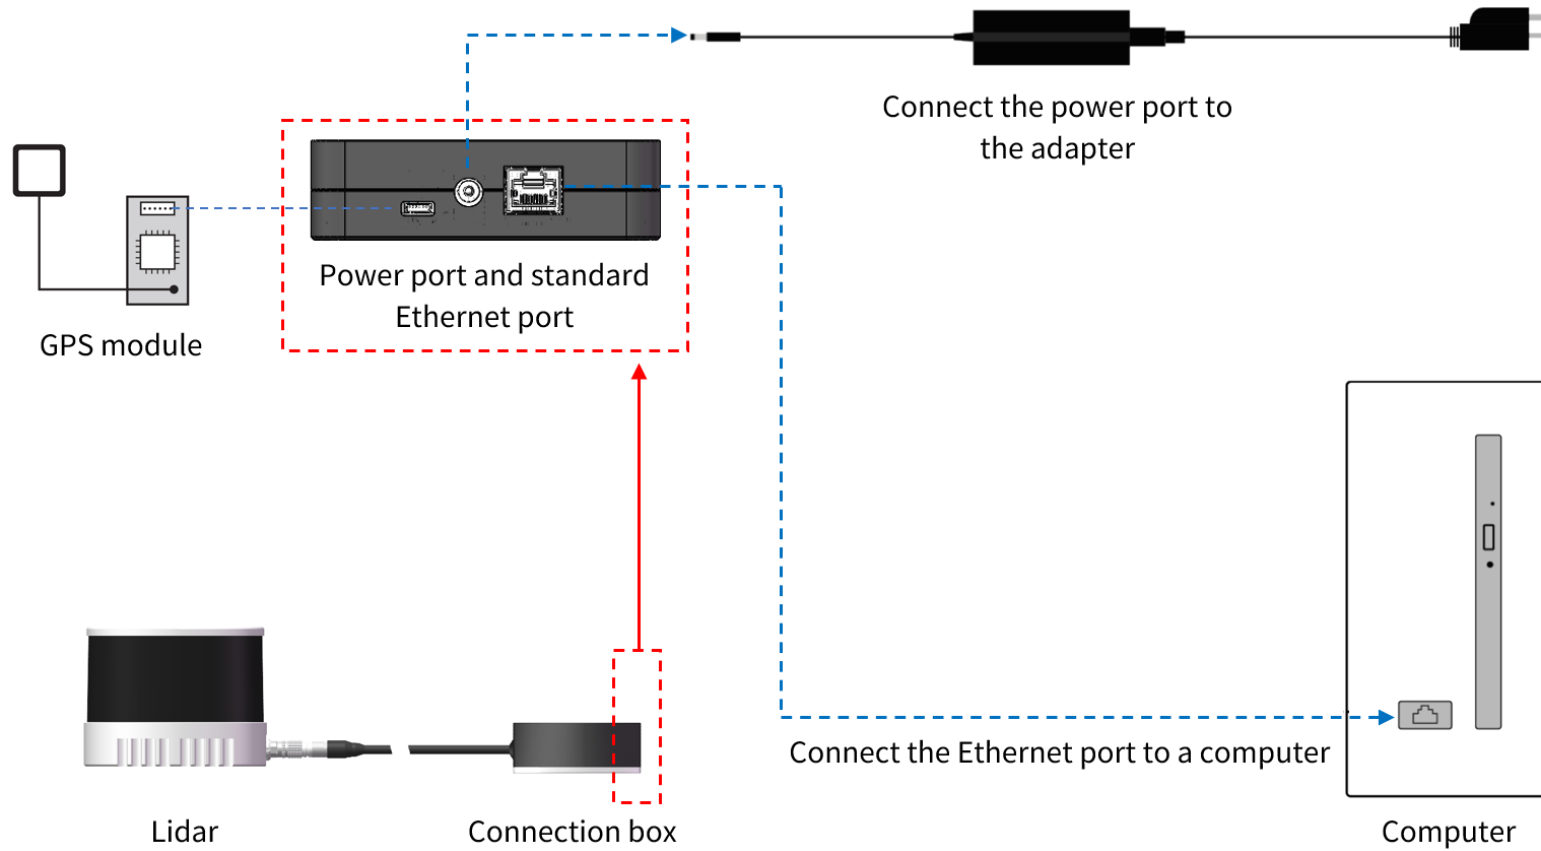 Connect the power port to
the adapter
Power port and standard
Ethernet port
GPS module
Connect the Ethernet port to a computer
Lidar
Connection box
Computer